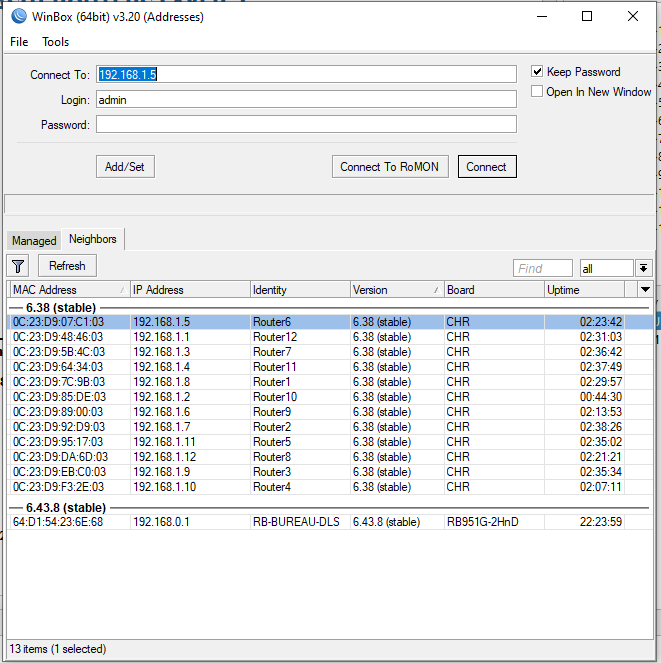 WinBox (64bit) v3.20 (Addresses)
File Tools
Connect To: 192.168.1.5
Keep Password
Login: admin
Open In New Window
Password:
Add/Set Connect To RoMON Connect
Managed Neighbors
Refresh Find all
MAC Address IP Address Identity Version Board Uptime
6.38 (stable)
0C:23:D9:07:C1:03 192.168.1.5 Router6 6.38 (stable) CHR 02:23:42
0C:23:D9:48:46:03 192.168.1.1 Router12 6.38 (stable) CHR 02:31:03
0C:23:D9:5B:4C:03 192.168.1.3 Router7 6.38 (stable) CHR 02:36:42
0C:23:D9:64:34:03 192.168.1.4 Router11 6.38 (stable) CHR 02:37:49
0C:23:D9:7C:9B:03 192.168.1.8 Router1 6.38 (stable) CHR 02:29:57
0C:23:D9:85:DE:03 192.168.1.2 Router10 6.38 (stable) CHR 00:44:30
0C:23:D9:89:00:03 192.168.1.6 Router9 6.38 (stable) CHR 02:13:53
0C:23:D9:92:D9:03 192.168.1.7 Router2 6.38 (stable) CHR 02:38:26
0C:23:D9:95:17:03 192.168.1.11 Router5 6.38 (stable) CHR 02:35:02
0C:23:D9:DA:6D:03 192.168.1.12 Router8 6.38 (stable) CHR 02:21:21
0C:23:D9:EB:C0:03 192.168.1.9 Router3 6.38 (stable) CHR 02:35:34
0C:23:D9:F3:2E:03 192.168.1.10 Router4 6.38 (stable) CHR 02:07:11
6.43.8 (stable)
64:D1:54:23:6E:68 192.168.0.1 RB-BUREAU-DLS 6.43.8 (stable) RB951G-2HnD 22:23:59
13 items (1 selected)